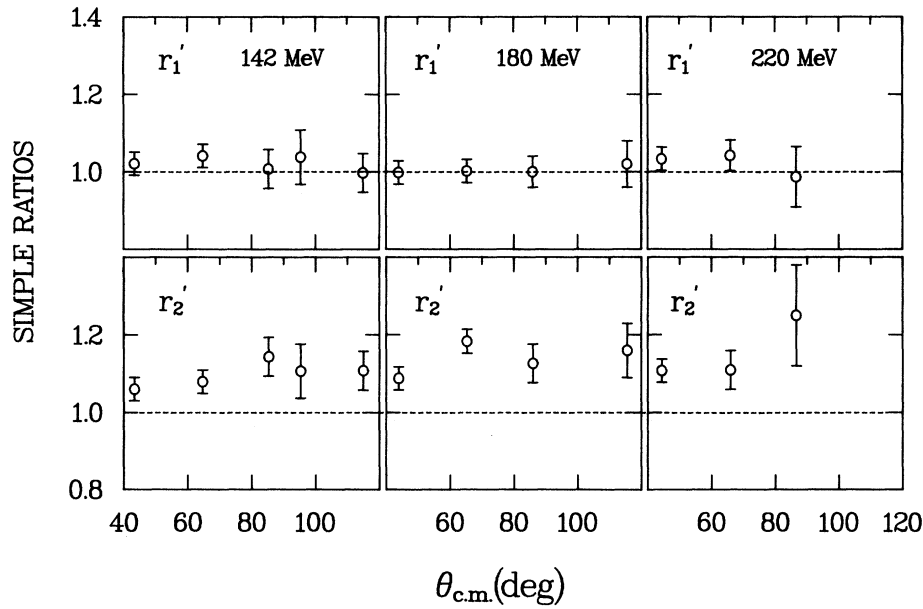 1.4
r₁′ 142 MeV
r₁′ 180 MeV
r₁′ 220 MeV
1.2
1.0
SIMPLE RATIOS
r₂′
r₂′
r₂′
1.2
1.0
0.8
40 60 80 100
60 80 100
60 80 100 120
θc.m.(deg)